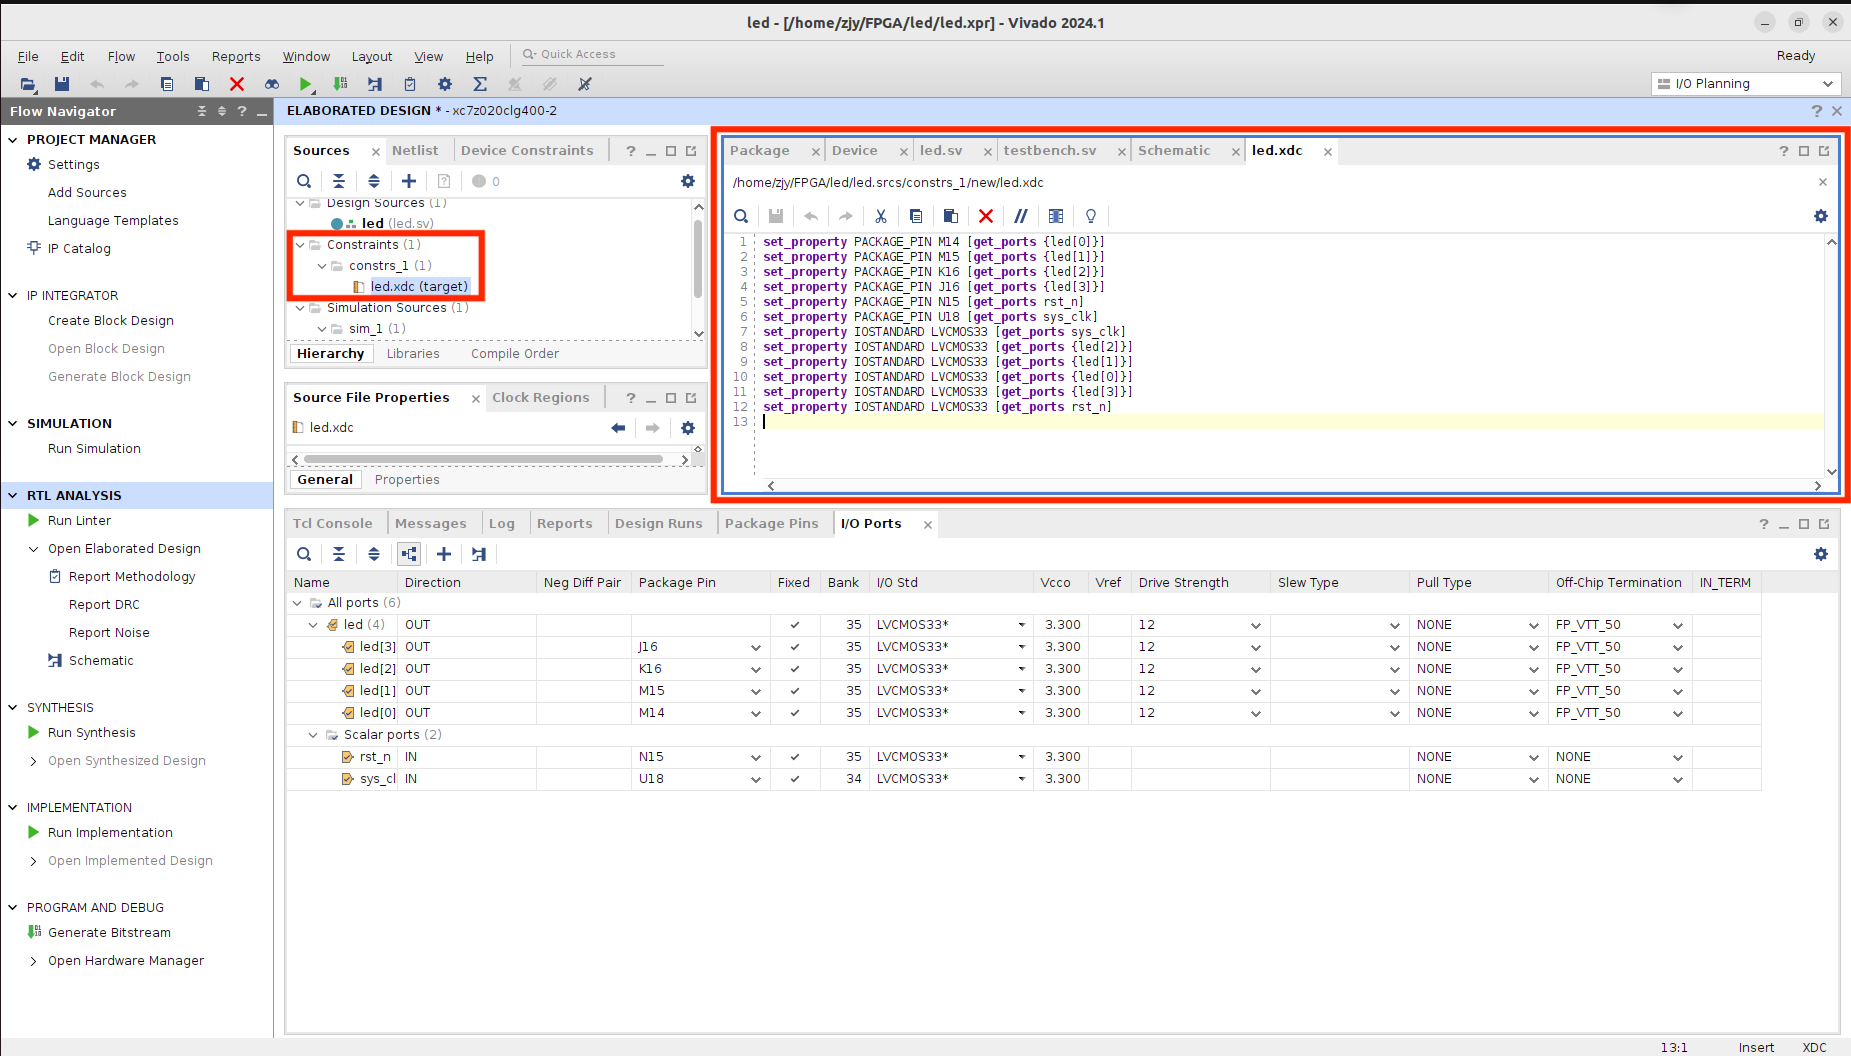 led - [/home/zjy/FPGA/led/led.xpr] - Vivado 2024.1
File Edit Flow Tools Reports Window Layout View Help Quick Access Ready
I/O Planning
Flow Navigator
ELABORATED DESIGN * - xc7z020clg400-2
PROJECT MANAGER
Settings
Add Sources
Language Templates
IP Catalog
IP INTEGRATOR
Create Block Design
Open Block Design
Generate Block Design
SIMULATION
Run Simulation
RTL ANALYSIS
Run Linter
Open Elaborated Design
Report Methodology
Report DRC
Report Noise
Schematic
SYNTHESIS
Run Synthesis
Open Synthesized Design
IMPLEMENTATION
Run Implementation
Open Implemented Design
PROGRAM AND DEBUG
Generate Bitstream
Open Hardware Manager
Sources Netlist Device Constraints
0
Design Sources (1)
led (led.sv)
Constraints (1)
constrs_1 (1)
led.xdc (target)
Simulation Sources (1)
sim_1 (1)
Hierarchy Libraries Compile Order
Source File Properties Clock Regions
led.xdc
General Properties
Package Device led.sv testbench.sv Schematic led.xdc
/home/zjy/FPGA/led/led.srcs/constrs_1/new/led.xdc
1 set_property PACKAGE_PIN M14 [get_ports {led[0]}]
2 set_property PACKAGE_PIN M15 [get_ports {led[1]}]
3 set_property PACKAGE_PIN K16 [get_ports {led[2]}]
4 set_property PACKAGE_PIN J16 [get_ports {led[3]}]
5 set_property PACKAGE_PIN N15 [get_ports rst_n]
6 set_property PACKAGE_PIN U18 [get_ports sys_clk]
7 set_property IOSTANDARD LVCMOS33 [get_ports sys_clk]
8 set_property IOSTANDARD LVCMOS33 [get_ports {led[2]}]
9 set_property IOSTANDARD LVCMOS33 [get_ports {led[1]}]
10 set_property IOSTANDARD LVCMOS33 [get_ports {led[0]}]
11 set_property IOSTANDARD LVCMOS33 [get_ports {led[3]}]
12 set_property IOSTANDARD LVCMOS33 [get_ports rst_n]
13
Tcl Console Messages Log Reports Design Runs Package Pins I/O Ports
Name Direction Neg Diff Pair Package Pin Fixed Bank I/O Std Vcco Vref Drive Strength Slew Type Pull Type Off-Chip Termination IN_TERM
All ports (6)
led (4) OUT 35 LVCMOS33* 3.300 12 NONE FP_VTT_50
led[3] OUT J16 35 LVCMOS33* 3.300 12 NONE FP_VTT_50
led[2] OUT K16 35 LVCMOS33* 3.300 12 NONE FP_VTT_50
led[1] OUT M15 35 LVCMOS33* 3.300 12 NONE FP_VTT_50
led[0] OUT M14 35 LVCMOS33* 3.300 12 NONE FP_VTT_50
Scalar ports (2)
rst_n IN N15 35 LVCMOS33* 3.300 NONE NONE
sys_cl IN U18 34 LVCMOS33* 3.300 NONE NONE
13:1 Insert XDC